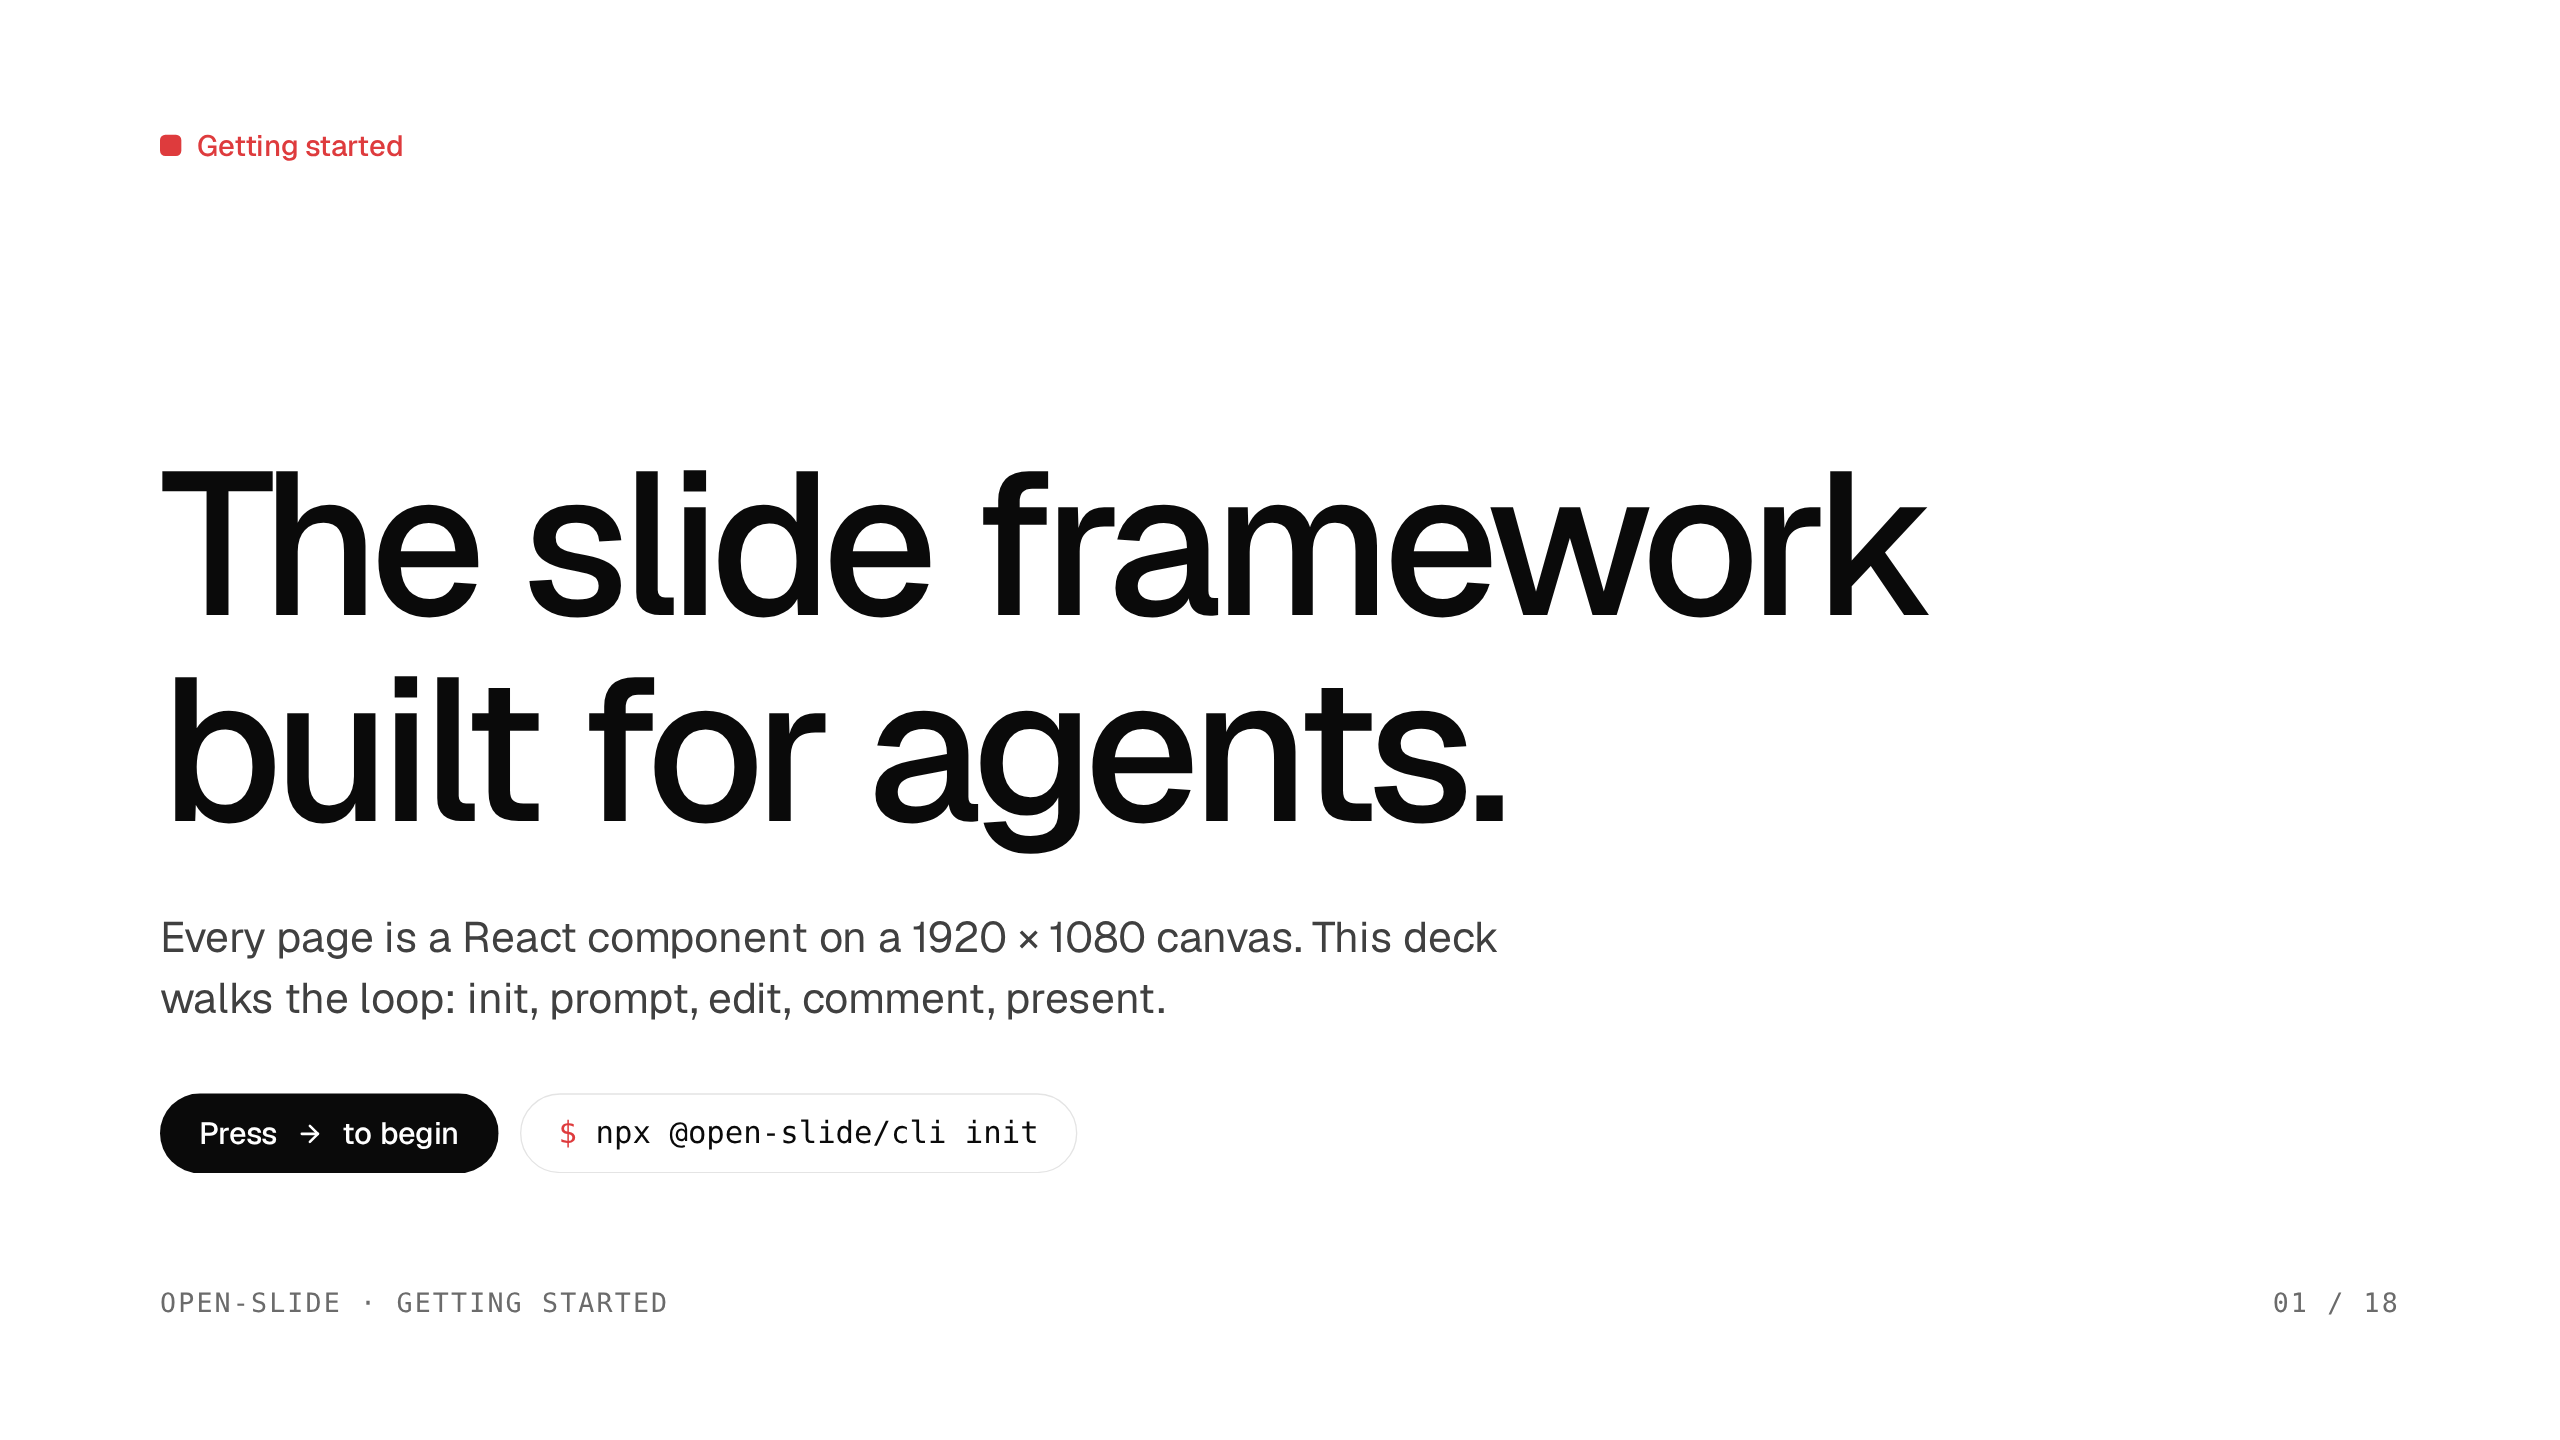 Getting started
The slide framework
built for agents.
Every page is a React component on a 1920 × 1080 canvas. This deck
walks the loop: init, prompt, edit, comment, present.
Press → to begin
$ npx @open-slide/cli init
OPEN-SLIDE · GETTING STARTED
01 / 18